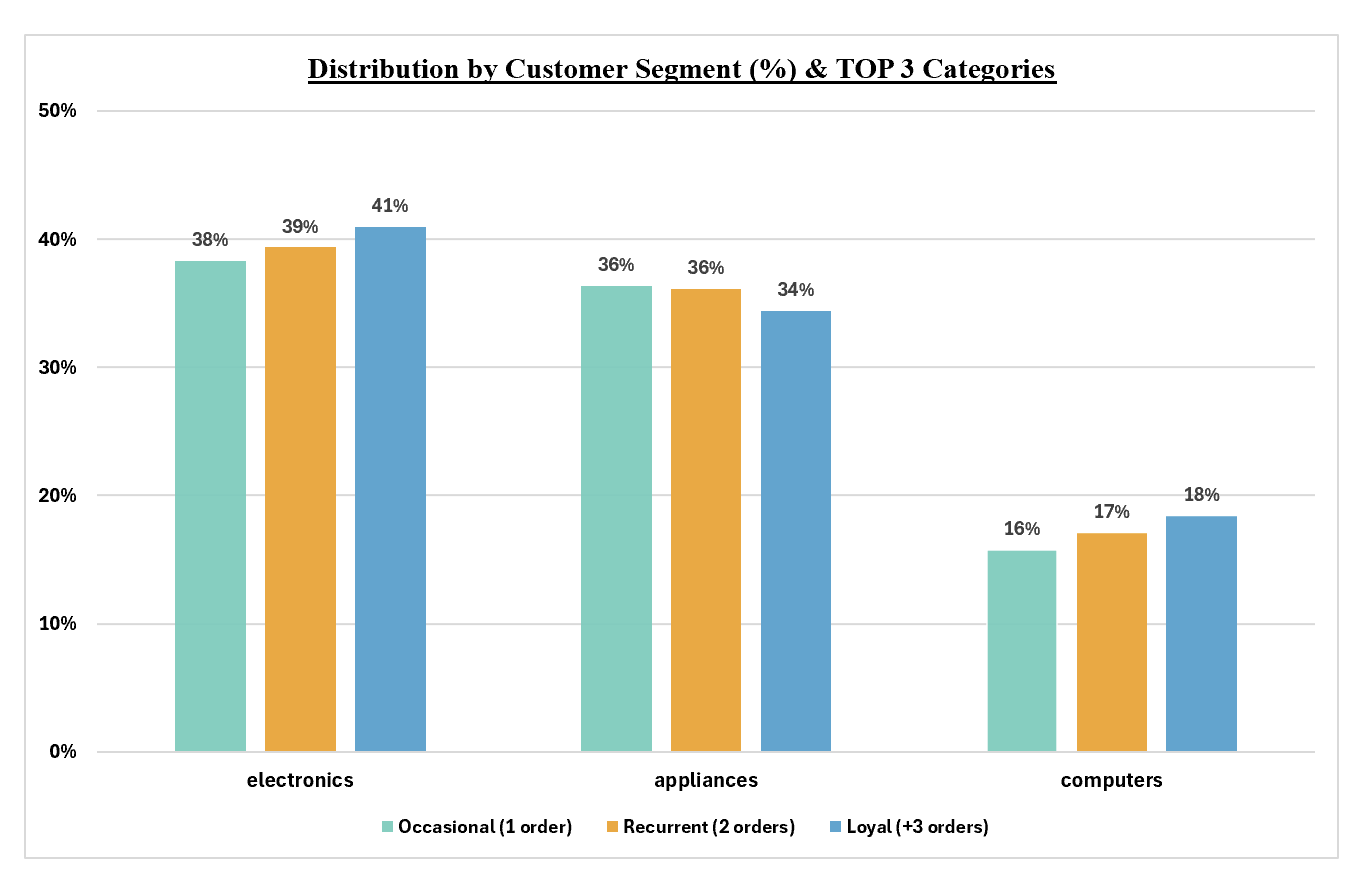 Distribution by Customer Segment (%) & TOP 3 Categories
50%
40%
30%
20%
10%
0%
38%
39%
41%
36%
36%
34%
16%
17%
18%
electronics
appliances
computers
Occasional (1 order)
Recurrent (2 orders)
Loyal (+3 orders)